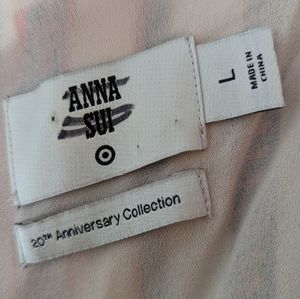 ANNA
SUI
L
MADE IN
CHINA
20TH Anniversary Collection